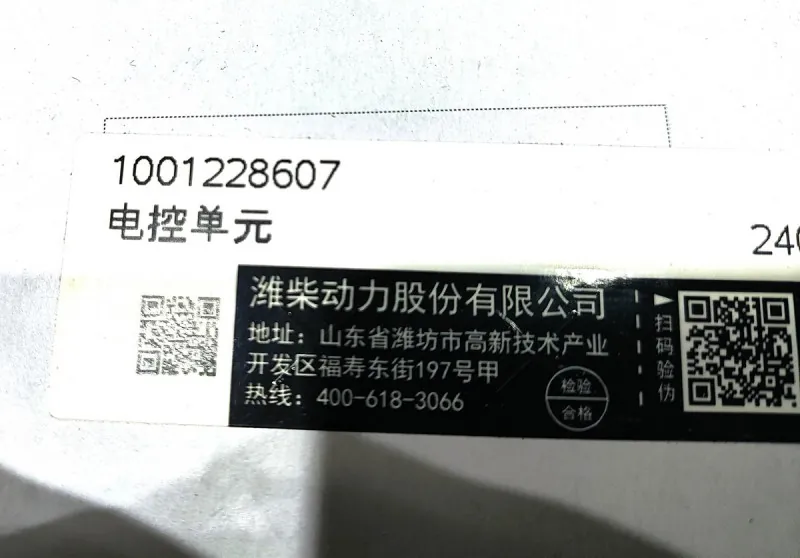 1001228607
电控单元
240
潍柴动力股份有限公司
地址：山东省潍坊市高新技术产业
开发区福寿东街197号甲
热线：400-618-3066
检验
合格
扫码验伪